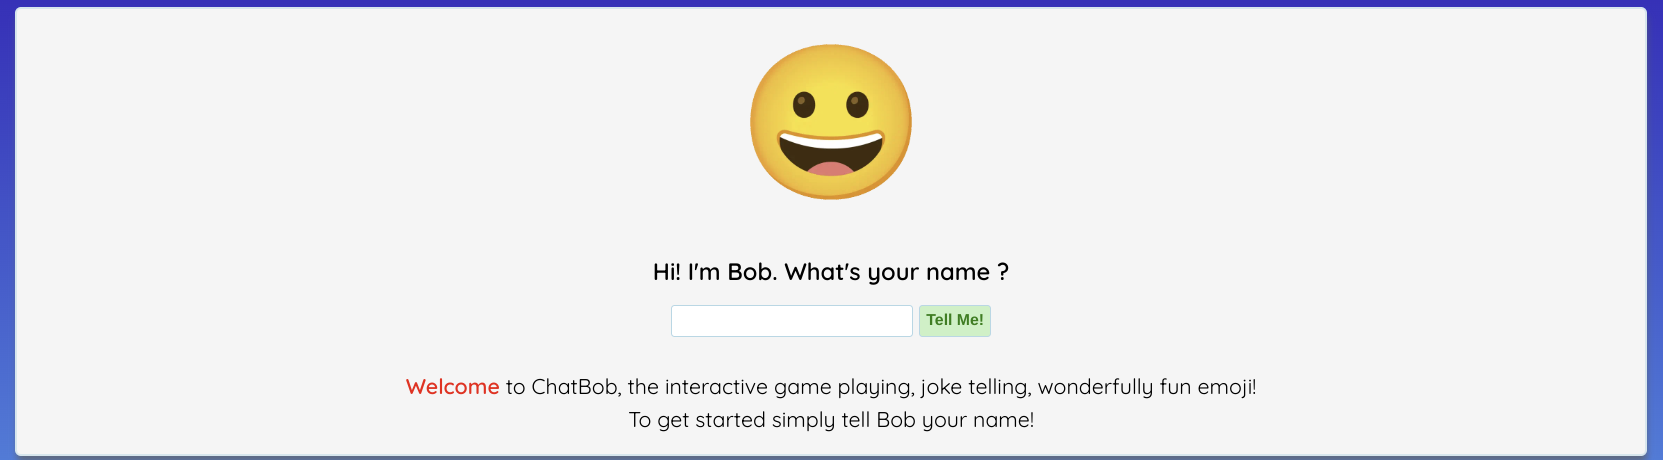 Hi! I'm Bob. What's your name ?
Tell Me!
Welcome to ChatBob, the interactive game playing, joke telling, wonderfully fun emoji!
To get started simply tell Bob your name!